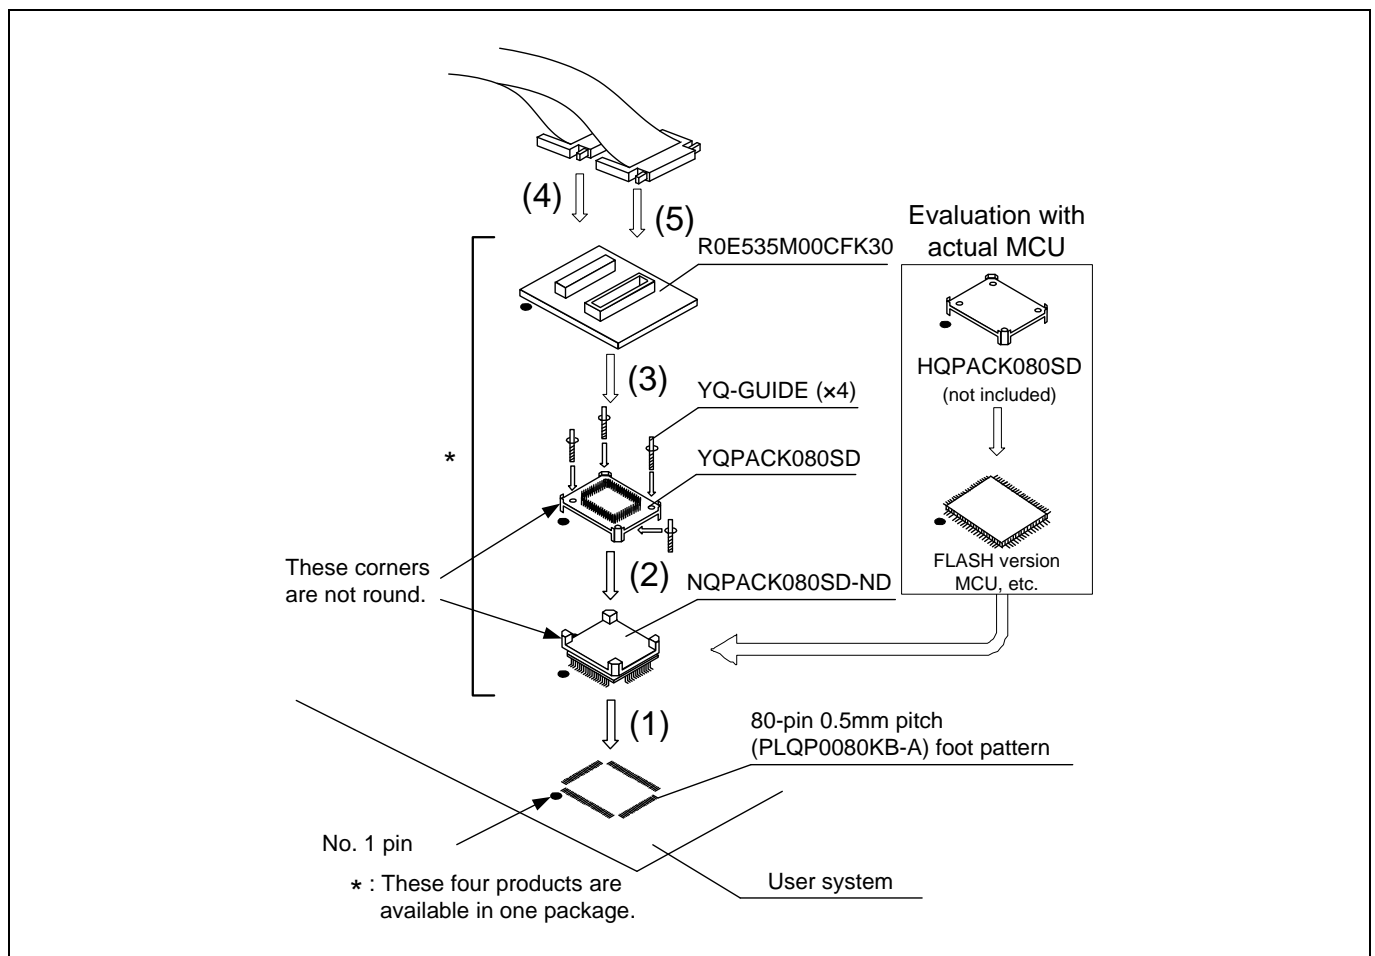 (4)
(5)
Evaluation with
actual MCU
R0E535M00CFK30
HQPACK080SD
(not included)
(3)
YQ-GUIDE (×4)
YQPACK080SD
*
FLASH version
MCU, etc.
These corners
are not round.
(2)
NQPACK080SD-ND
(1)
80-pin 0.5mm pitch
(PLQP0080KB-A) foot pattern
No. 1 pin
User system
* : These four products are
available in one package.